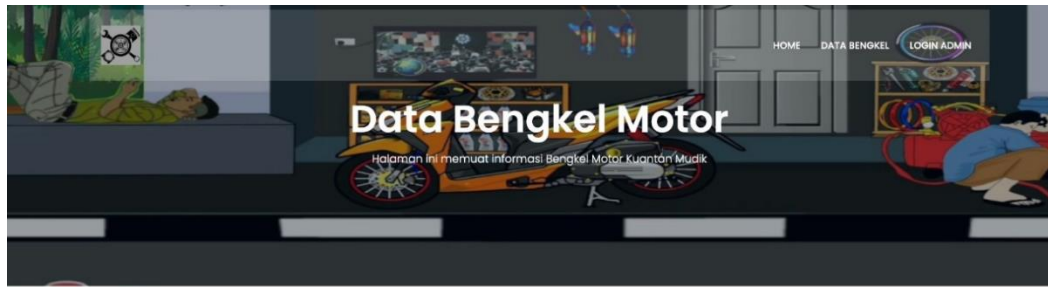 HOME DATA BENGKEL LOGIN ADMIN
Data Bengkel Motor
Halaman ini memuat informasi Bengkel Motor Kuantan Mudik